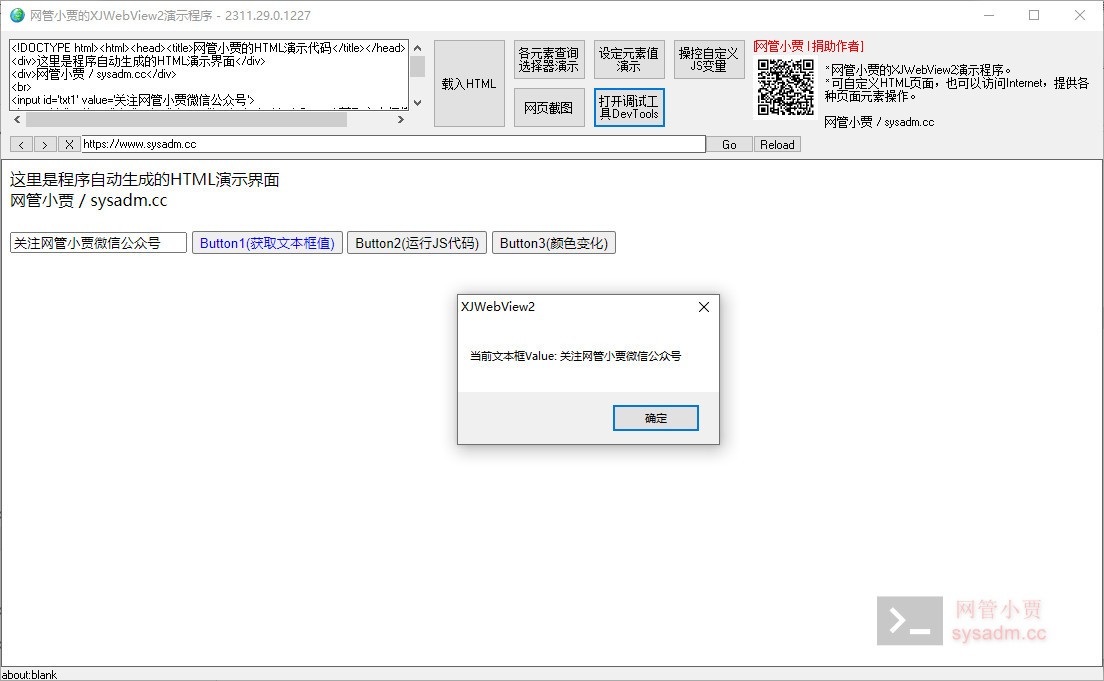 网管小贾的XJWebView2演示程序 - 2311.29.0.1227
<!DOCTYPE html><html><head><title>网管小贾的HTML演示代码</title></head>
<div>这里是程序自动生成的HTML演示界面</div>
<div>网管小贾 / sysadm.cc</div>
<br>
<input id='txt1' value='关注网管小贾微信公众号'>
载入HTML
各元素查询
选择器演示
设定元素值
演示
操控自定义
JS变量
网页截图
打开调试工
具DevTools
[网管小贾 | 捐助作者]
*网管小贾的XJWebView2演示程序。
*可自定义HTML页面，也可以访问Internet，提供各
种页面元素操作。
网管小贾 / sysadm.cc
< > X https://www.sysadm.cc Go Reload
这里是程序自动生成的HTML演示界面
网管小贾 / sysadm.cc
关注网管小贾微信公众号 Button1(获取文本框值) Button2(运行JS代码) Button3(颜色变化)
XJWebView2
当前文本框Value: 关注网管小贾微信公众号
确定
网管小贾
sysadm.cc
about:blank